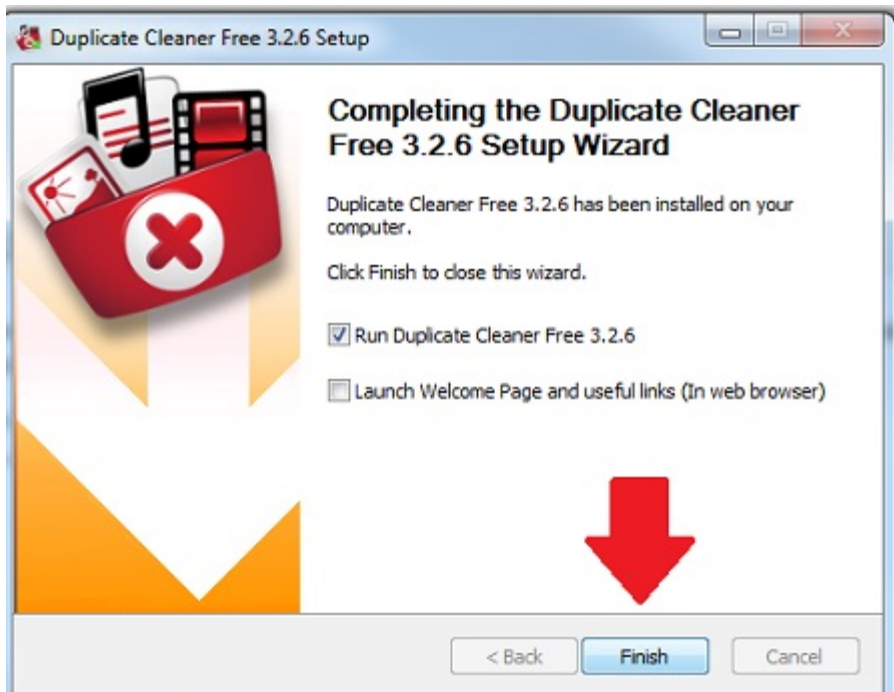 Duplicate Cleaner Free 3.2.6 Setup
Completing the Duplicate Cleaner
Free 3.2.6 Setup Wizard
Duplicate Cleaner Free 3.2.6 has been installed on your
computer.
Click Finish to close this wizard.
Run Duplicate Cleaner Free 3.2.6
Launch Welcome Page and useful links (In web browser)
< Back
Finish
Cancel